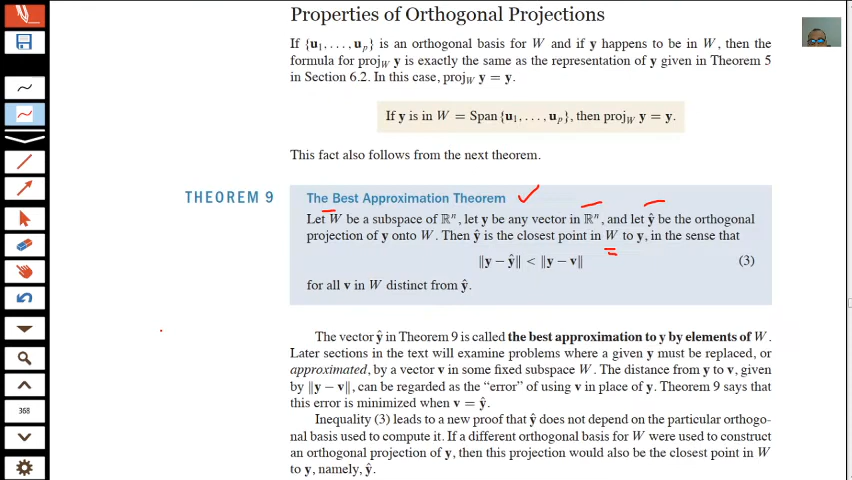 Properties of Orthogonal Projections
If {u₁, . . . , uₚ} is an orthogonal basis for W and if y happens to be in W, then the
formula for proj_W y is exactly the same as the representation of y given in Theorem 5
in Section 6.2. In this case, proj_W y = y.
If y is in W = Span {u₁, . . . , uₚ}, then proj_W y = y.
This fact also follows from the next theorem.
THEOREM 9
The Best Approximation Theorem
Let W be a subspace of ℝⁿ, let y be any vector in ℝⁿ, and let ŷ be the orthogonal
projection of y onto W. Then ŷ is the closest point in W to y, in the sense that
‖y − ŷ‖ < ‖y − v‖ (3)
for all v in W distinct from ŷ.
The vector ŷ in Theorem 9 is called the best approximation to y by elements of W.
Later sections in the text will examine problems where a given y must be replaced, or
approximated, by a vector v in some fixed subspace W. The distance from y to v, given
by ‖y − v‖, can be regarded as the “error” of using v in place of y. Theorem 9 says that
this error is minimized when v = ŷ.
Inequality (3) leads to a new proof that ŷ does not depend on the particular orthogo-
nal basis used to compute it. If a different orthogonal basis for W were used to construct
an orthogonal projection of y, then this projection would also be the closest point in W
to y, namely, ŷ.
368